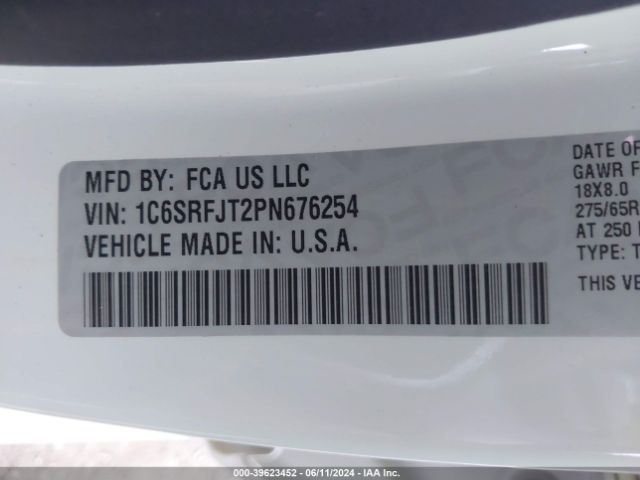 MFD BY: FCA US LLC
VIN: 1C6SRFJT2PN676254
VEHICLE MADE IN: U.S.A.
DATE OF
GAWR F
18X8.0
275/65R
AT 250
TYPE: T
THIS VE
000-39623452 - 06/11/2024 - IAA Inc.